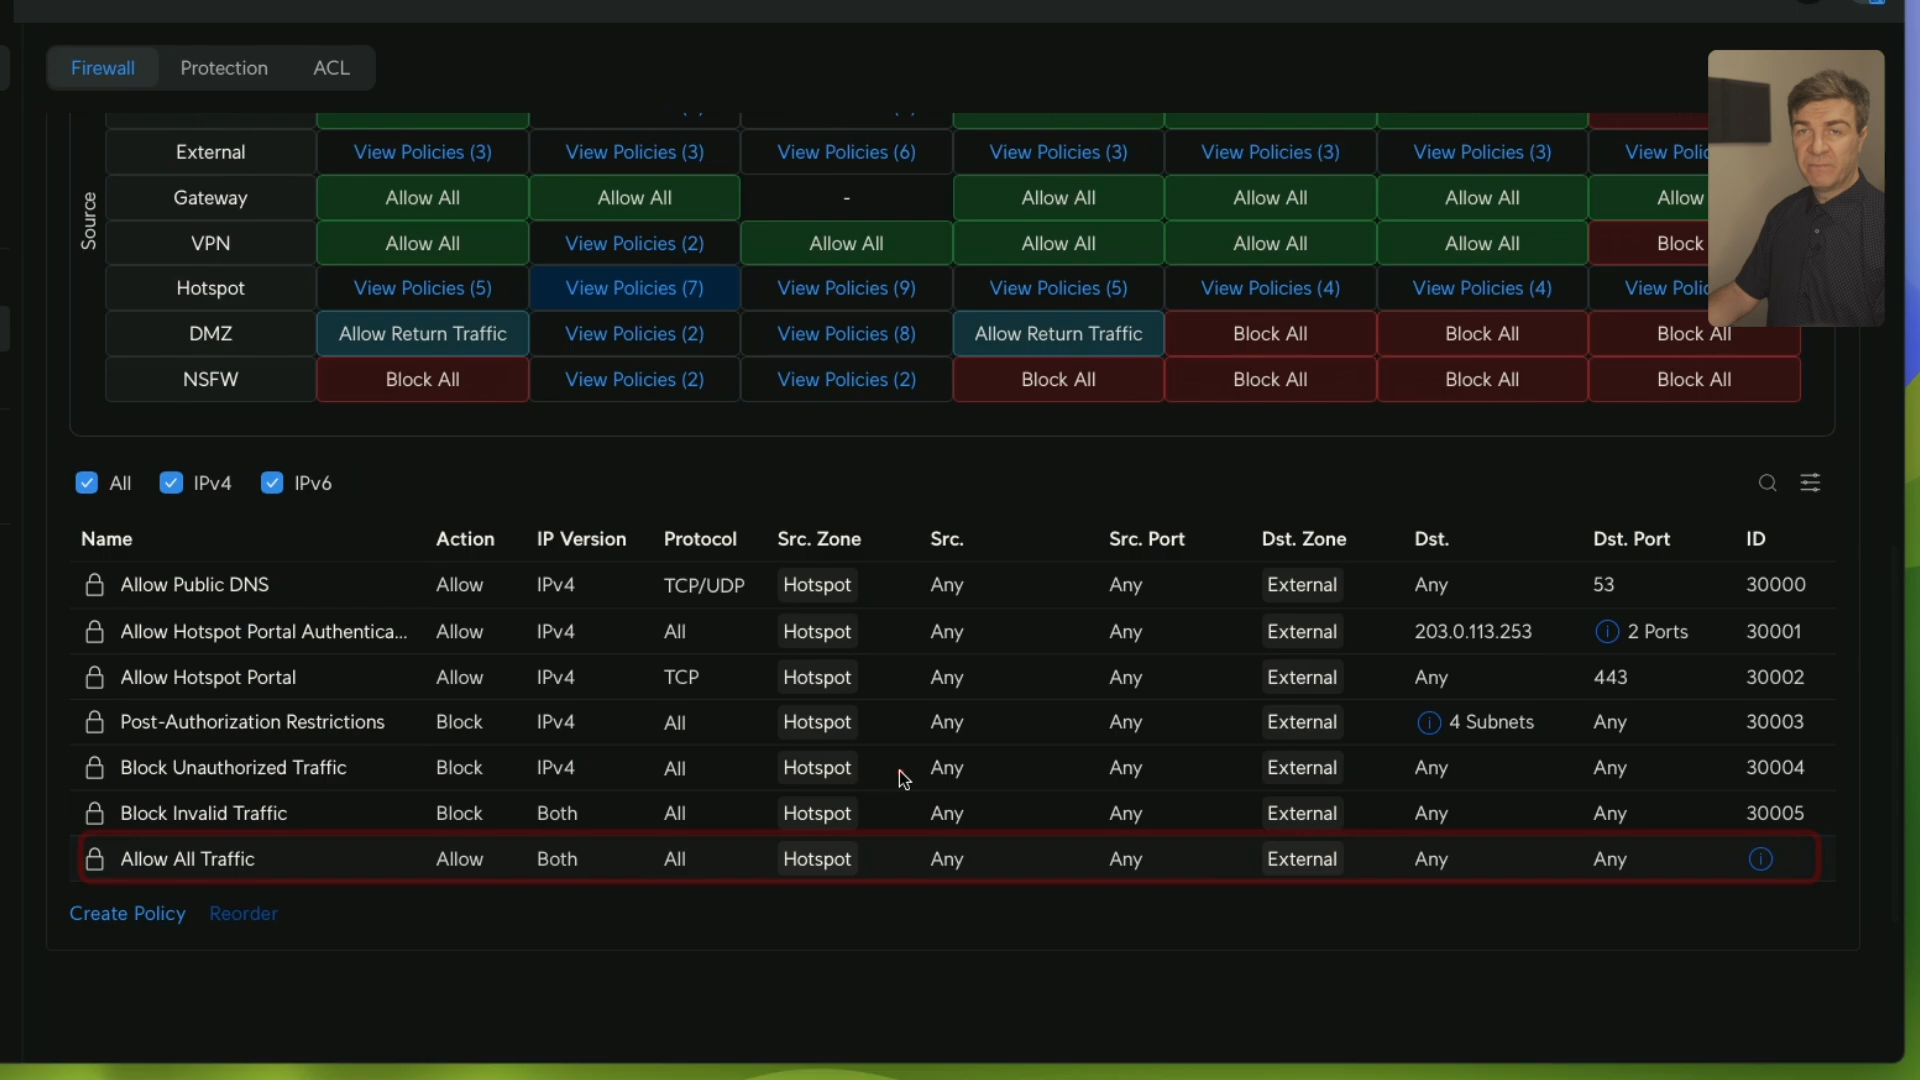 Firewall Protection ACL
Source
External View Policies (3) View Policies (3) View Policies (6) View Policies (3) View Policies (3) View Policies (3) View
Gateway Allow All Allow All - Allow All Allow All Allow All Allow
VPN Allow All View Policies (2) Allow All Allow All Allow All Allow All Block
Hotspot View Policies (5) View Policies (7) View Policies (9) View Policies (5) View Policies (4) View Policies (4) View
DMZ Allow Return Traffic View Policies (2) View Policies (8) Allow Return Traffic Block All Block All Block All
NSFW Block All View Policies (2) View Policies (2) Block All Block All Block All Block All
All IPv4 IPv6
Name Action IP Version Protocol Src. Zone Src. Src. Port Dst. Zone Dst. Dst. Port ID
Allow Public DNS Allow IPv4 TCP/UDP Hotspot Any Any External Any 53 30000
Allow Hotspot Portal Authentica... Allow IPv4 All Hotspot Any Any External 203.0.113.253 2 Ports 30001
Allow Hotspot Portal Allow IPv4 TCP Hotspot Any Any External Any 443 30002
Post-Authorization Restrictions Block IPv4 All Hotspot Any Any External 4 Subnets Any 30003
Block Unauthorized Traffic Block IPv4 All Hotspot Any Any External Any Any 30004
Block Invalid Traffic Block Both All Hotspot Any Any External Any Any 30005
Allow All Traffic Allow Both All Hotspot Any Any External Any Any
Create Policy Reorder